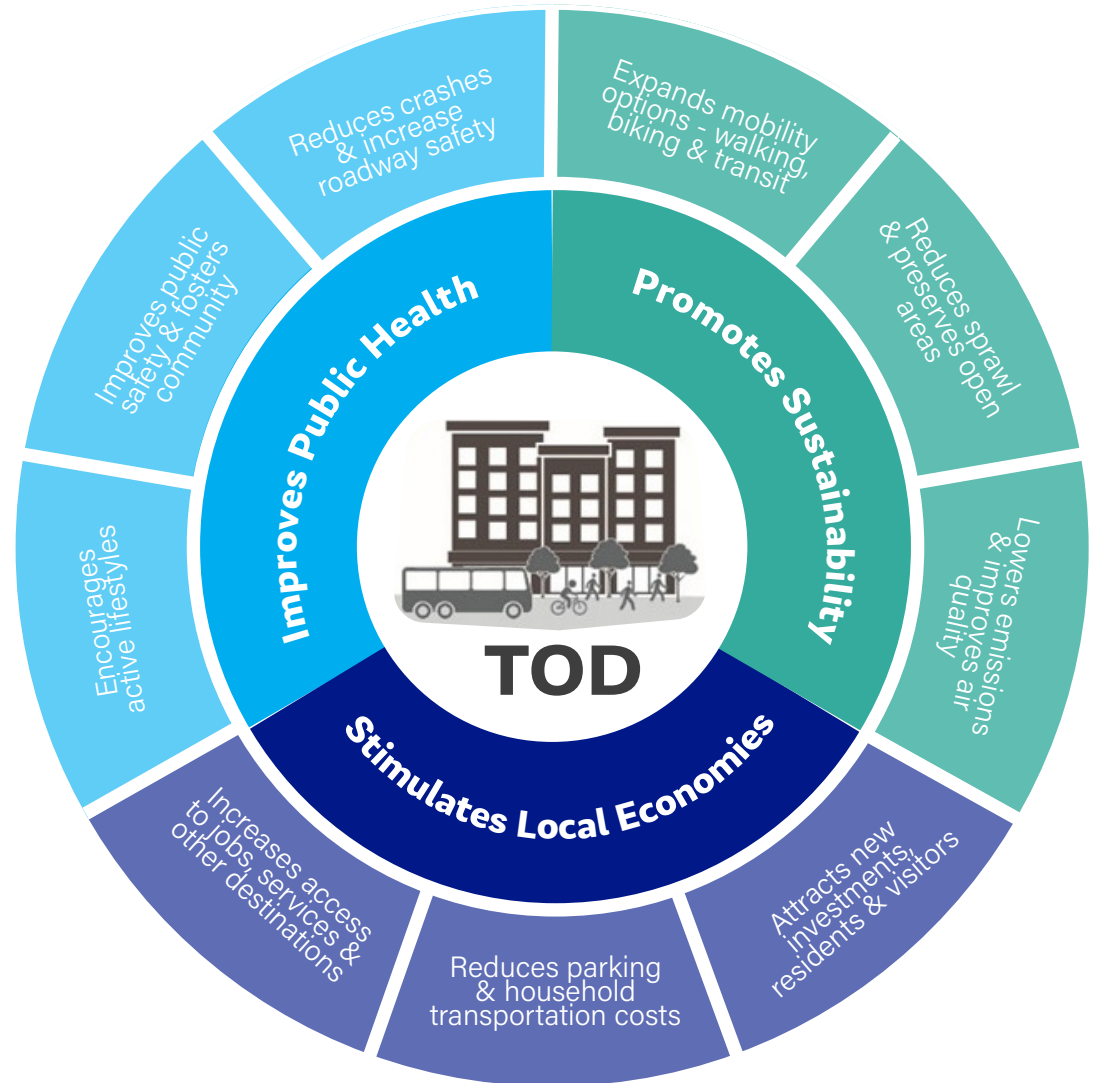 TOD
Promotes Sustainability
Expands mobility
options - walking,
biking & transit
Reduces sprawl
& preserves open
areas
Lowers emissions
& improves air
quality
Stimulates Local Economies
Attracts new
investments,
residents & visitors
Reduces parking
& household
transportation costs
Increases access
to jobs, services &
other destinations
Improves Public Health
Encourages
active lifestyles
Improves public
safety & fosters
community
Reduces crashes
& increase
roadway safety